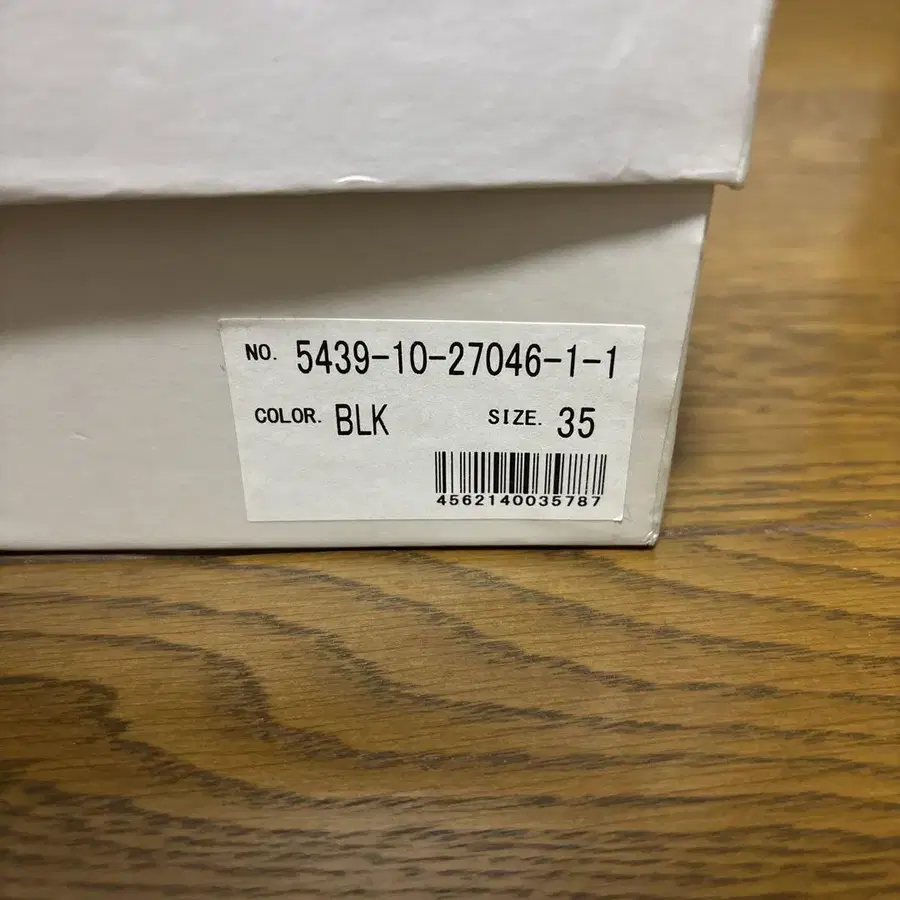 NO. 5439-10-27046-1-1
COLOR. BLK SIZE. 35
4562140035787